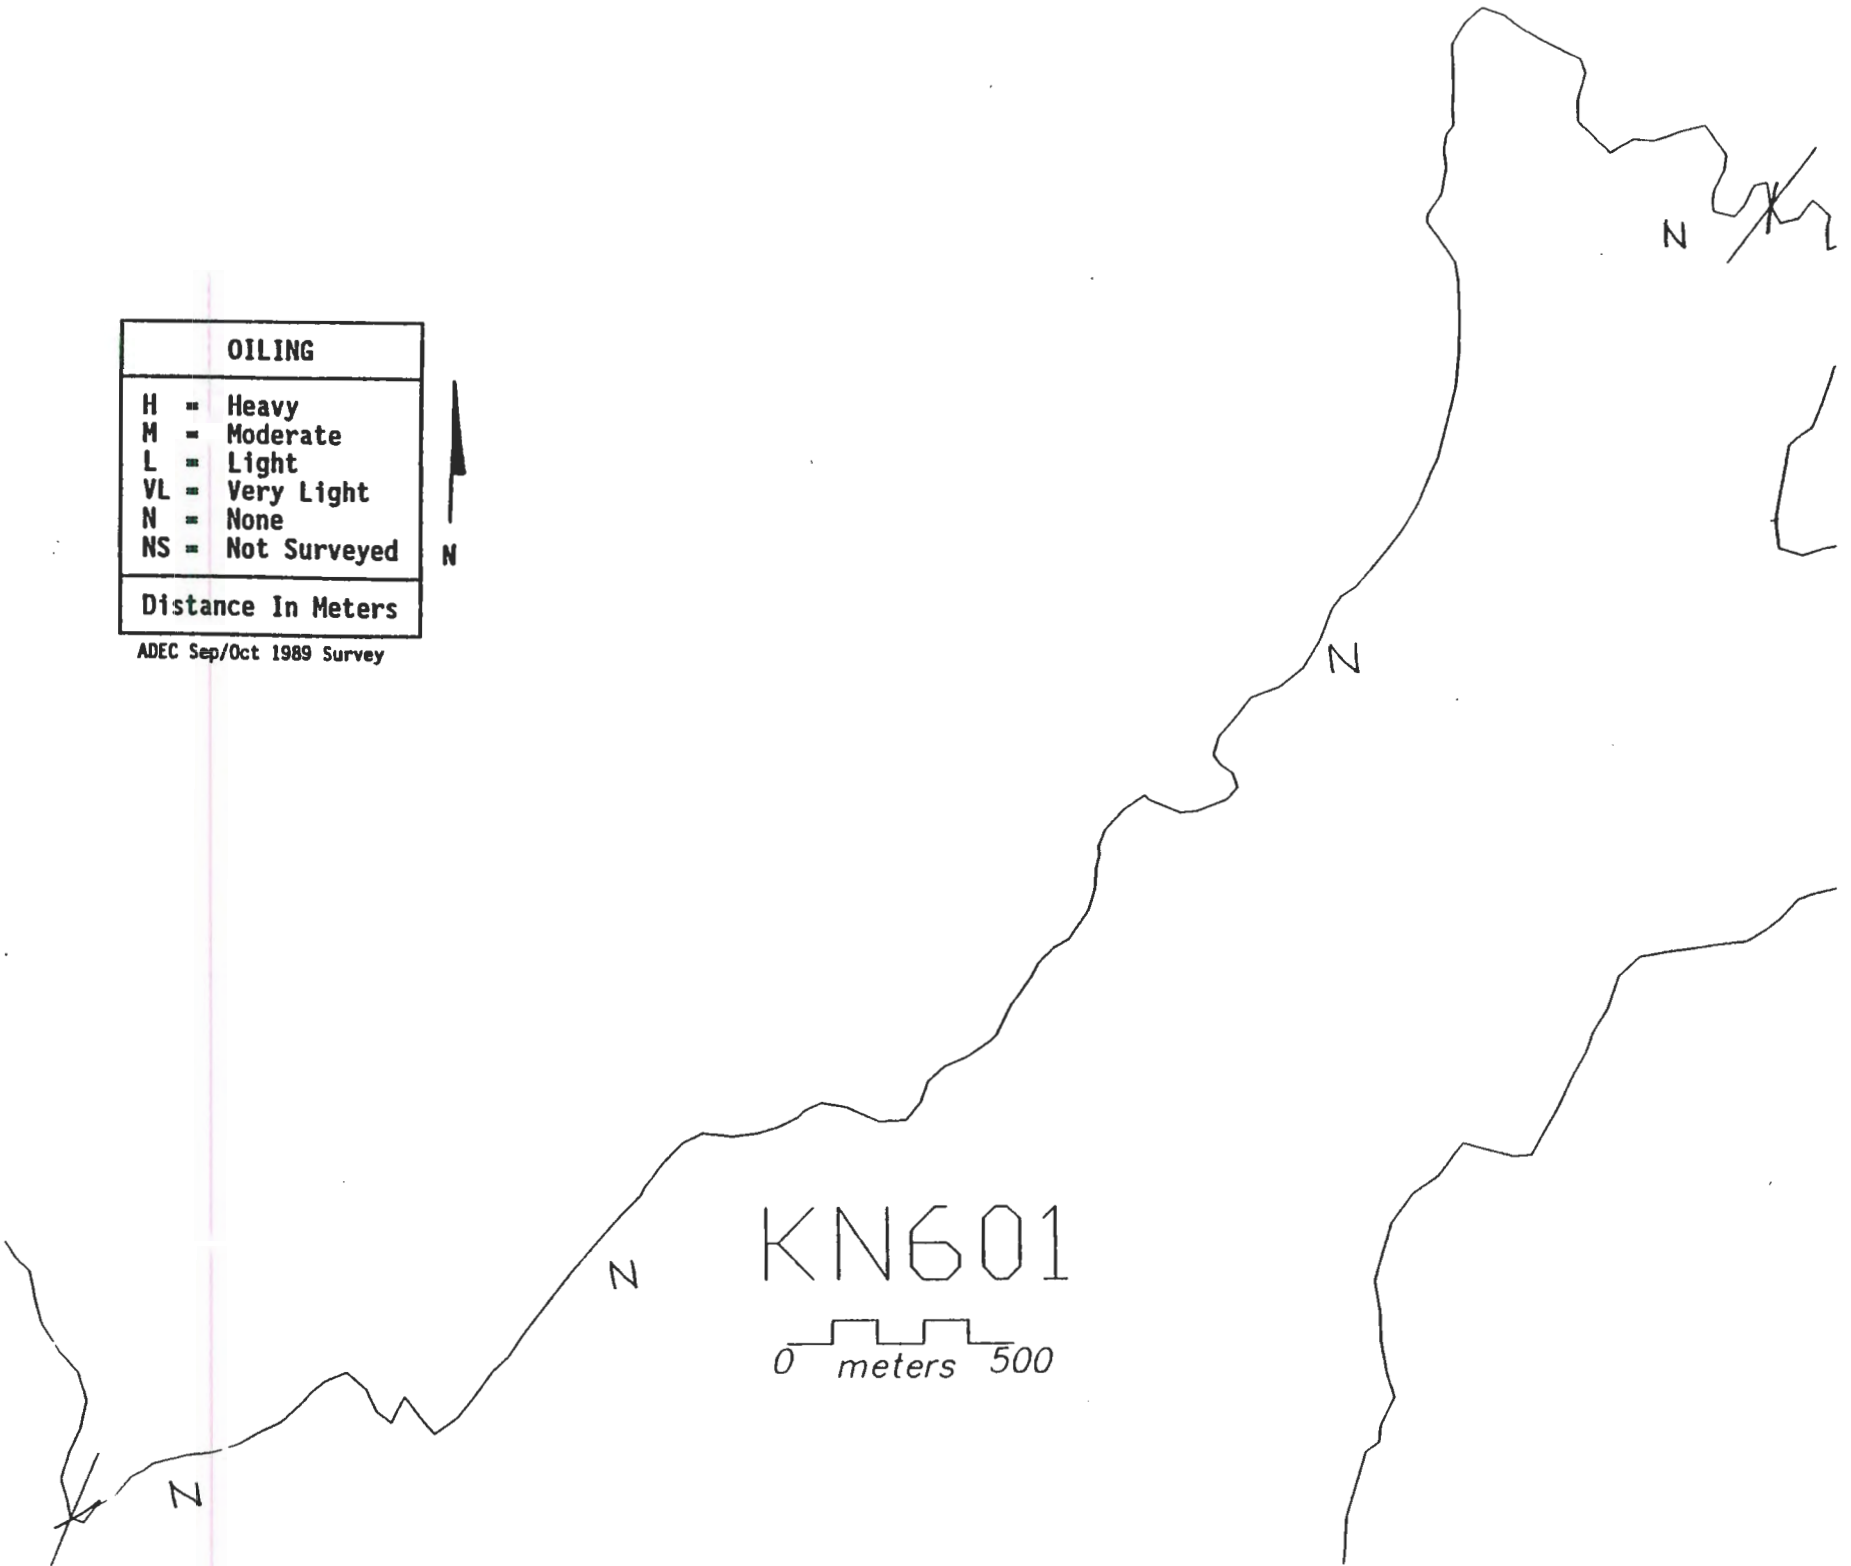 N
OILING
H = Heavy
M = Moderate
L = Light
VL = Very Light
N = None
NS = Not Surveyed
N
Distance In Meters
ADEC Sep/Oct 1989 Survey
N
KN601
N
0 meters 500
N